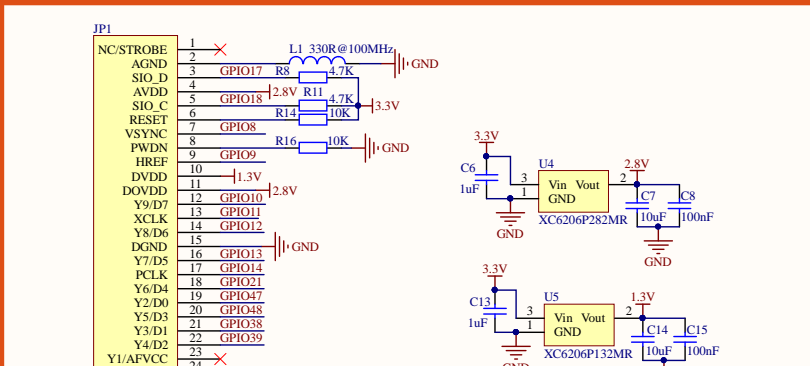 JP1
NC/STROBE 1
AGND 2 L1 330R@100MHz GND
SIO_D 3 GPIO17 R8 4.7K
AVDD 4 2.8V R11
SIO_C 5 GPIO18 4.7K 3.3V
RESET 6 R14 10K
VSYNC 7 GPIO8
PWDN 8 R16 10K GND
HREF 9 GPIO9
DVDD 10 1.3V
DOVDD 11 2.8V
Y9/D7 12 GPIO10
XCLK 13 GPIO11
Y8/D6 14 GPIO12
DGND 15 GND
Y7/D5 16 GPIO13
PCLK 17 GPIO14
Y6/D4 18 GPIO21
Y2/D0 19 GPIO47
Y5/D3 20 GPIO48
Y3/D1 21 GPIO38
Y4/D2 22 GPIO39
Y1/AFVCC 23
3.3V
C6
1uF
GND
U4
3 Vin Vout 2
1 GND
XC6206P282MR
2.8V
C7 C8
10uF 100nF
GND
3.3V
C13
1uF
U5
3 Vin Vout 2
1 GND
XC6206P132MR
1.3V
C14 C15
10uF 100nF